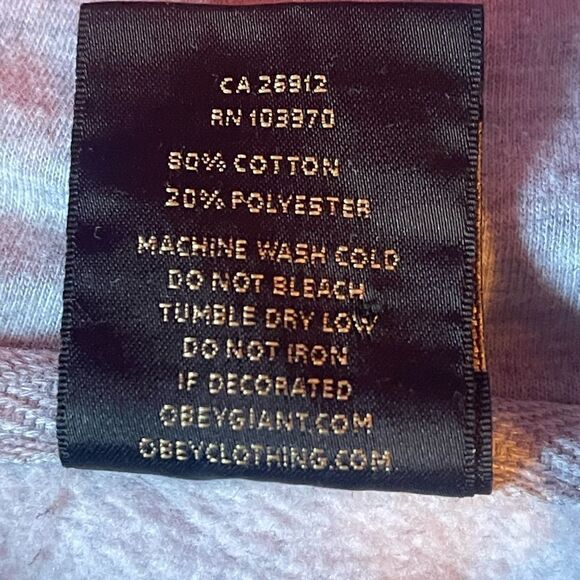 CA 26912
RN 103370
80% COTTON
20% POLYESTER
MACHINE WASH COLD
DO NOT BLEACH
TUMBLE DRY LOW
DO NOT IRON
IF DECORATED
OBEYGIANT.COM
OBEYCLOTHING.COM